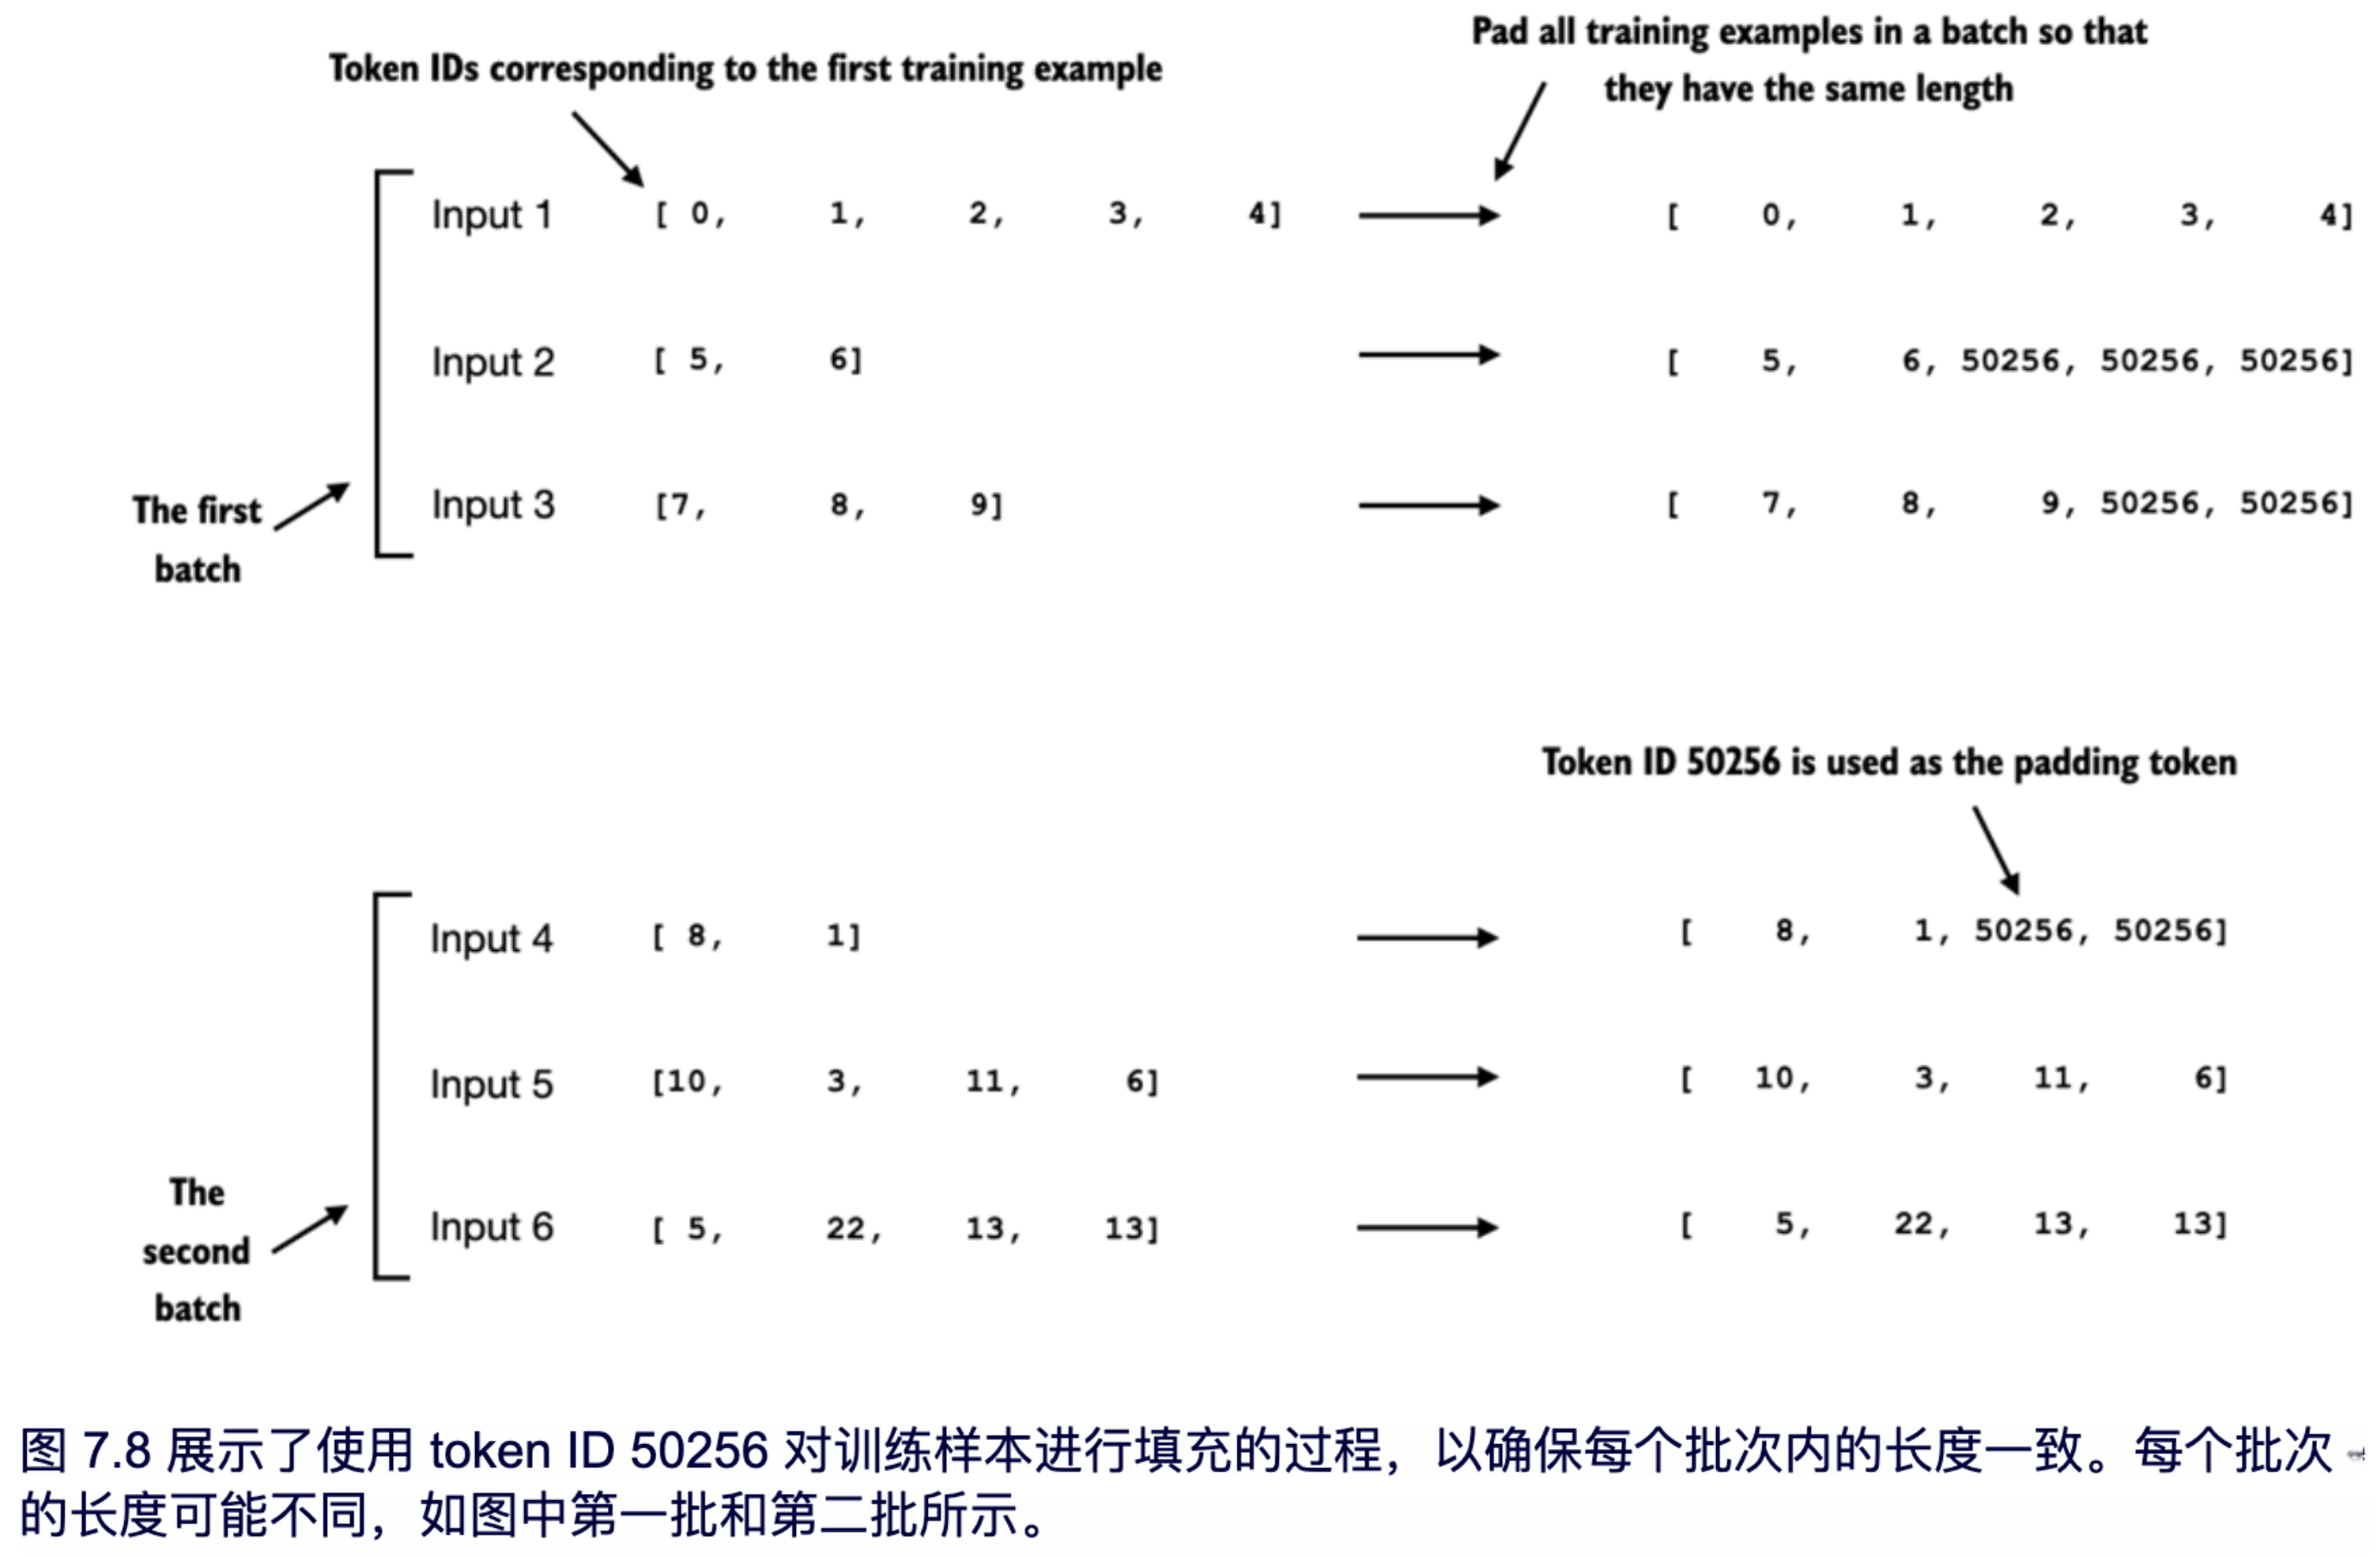 Token IDs corresponding to the first training example
Pad all training examples in a batch so that
they have the same length
Input 1 [ 0, 1, 2, 3, 4] [ 0, 1, 2, 3, 4]
Input 2 [ 5, 6] [ 5, 6, 50256, 50256, 50256]
Input 3 [7, 8, 9] [ 7, 8, 9, 50256, 50256]
The first
batch
Token ID 50256 is used as the padding token
Input 4 [ 8, 1] [ 8, 1, 50256, 50256]
Input 5 [10, 3, 11, 6] [ 10, 3, 11, 6]
Input 6 [ 5, 22, 13, 13] [ 5, 22, 13, 13]
The
second
batch
图 7.8 展示了使用 token ID 50256 对训练样本进行填充的过程，以确保每个批次内的长度一致。每个批次
的长度可能不同，如图中第一批和第二批所示。